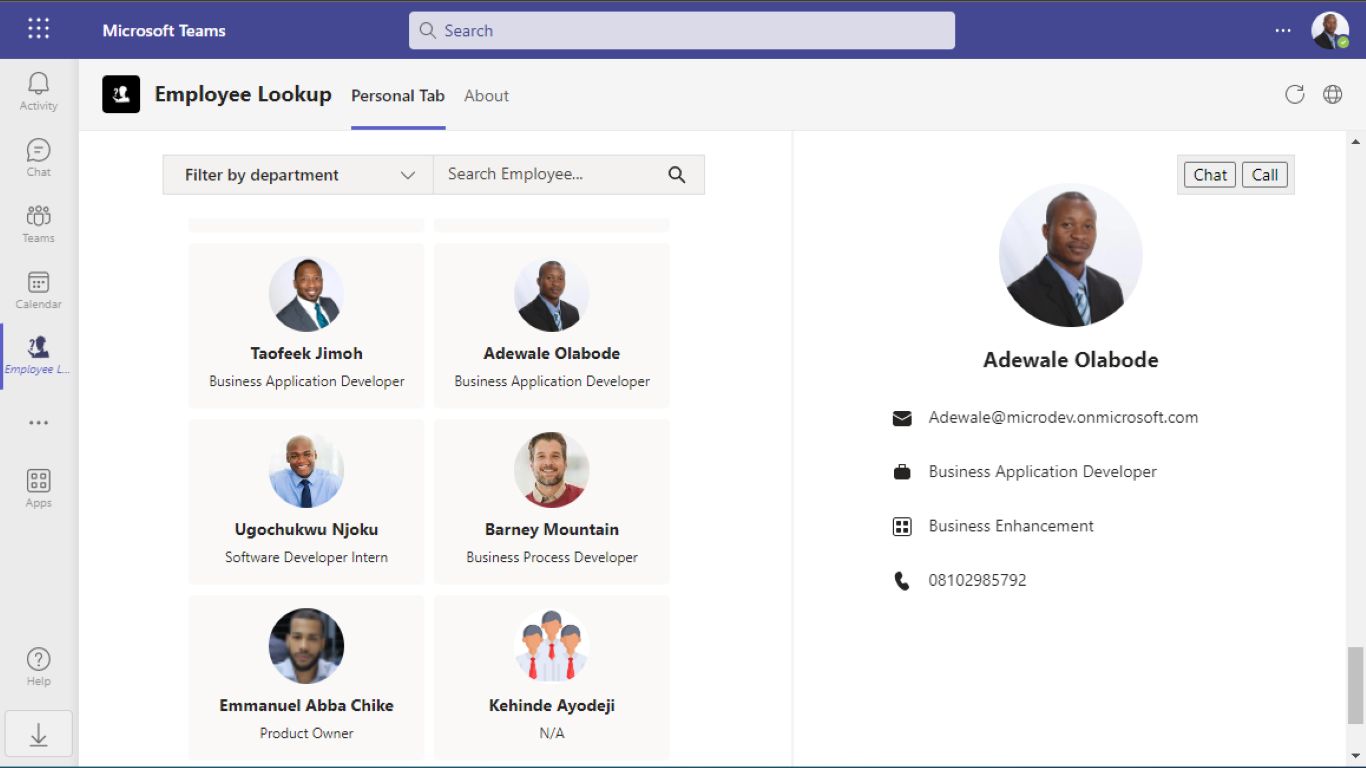 Microsoft Teams
Search
Activity
Chat
Teams
Calendar
Employee L...
Apps
Help
Employee Lookup
Personal Tab
About
Filter by department
Search Employee...
Taofeek Jimoh
Business Application Developer
Adewale Olabode
Business Application Developer
Ugochukwu Njoku
Software Developer Intern
Barney Mountain
Business Process Developer
Emmanuel Abba Chike
Product Owner
Kehinde Ayodeji
N/A
Chat
Call
Adewale Olabode
Adewale@microdev.onmicrosoft.com
Business Application Developer
Business Enhancement
08102985792